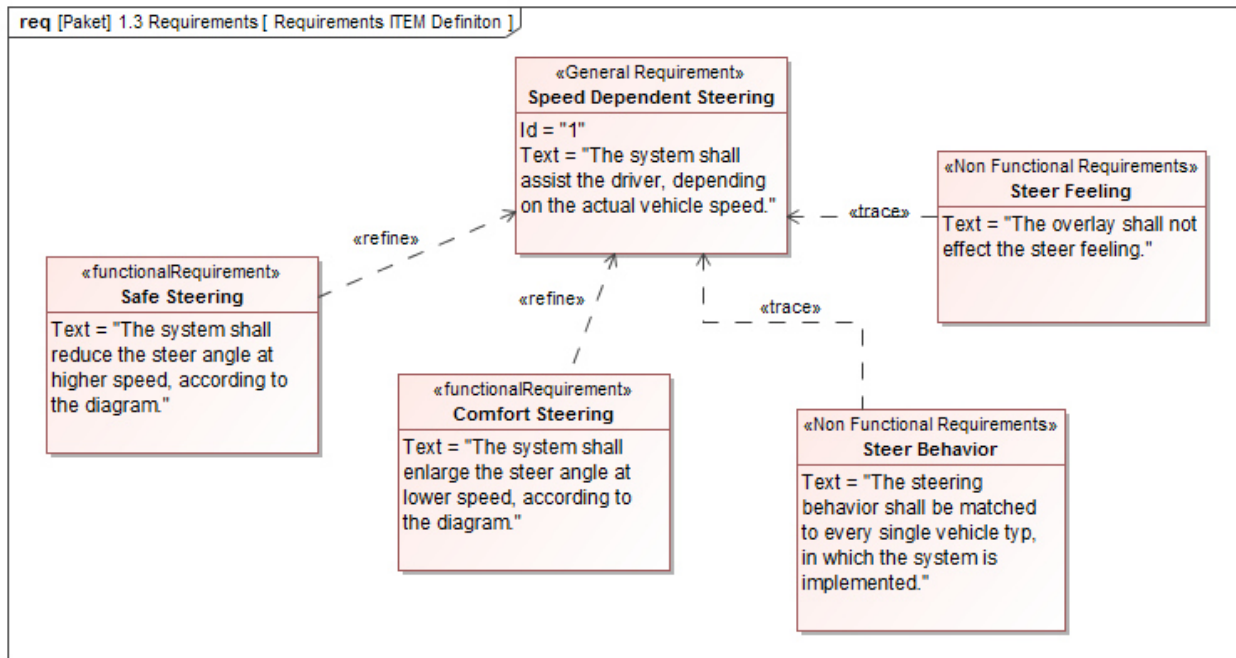 req [Paket] 1.3 Requirements [ Requirements ITEM Definiton ]
«General Requirement»
Speed Dependent Steering
Id = "1"
Text = "The system shall
assist the driver, depending
on the actual vehicle speed."
«Non Functional Requirements»
Steer Feeling
Text = "The overlay shall not
effect the steer feeling."
«trace»
«refine»
«functionalRequirement»
Safe Steering
Text = "The system shall
reduce the steer angle at
higher speed, according to
the diagram."
«refine»
«trace»
«functionalRequirement»
Comfort Steering
Text = "The system shall
enlarge the steer angle at
lower speed, according to
the diagram."
«Non Functional Requirements»
Steer Behavior
Text = "The steering
behavior shall be matched
to every single vehicle typ,
in which the system is
implemented."